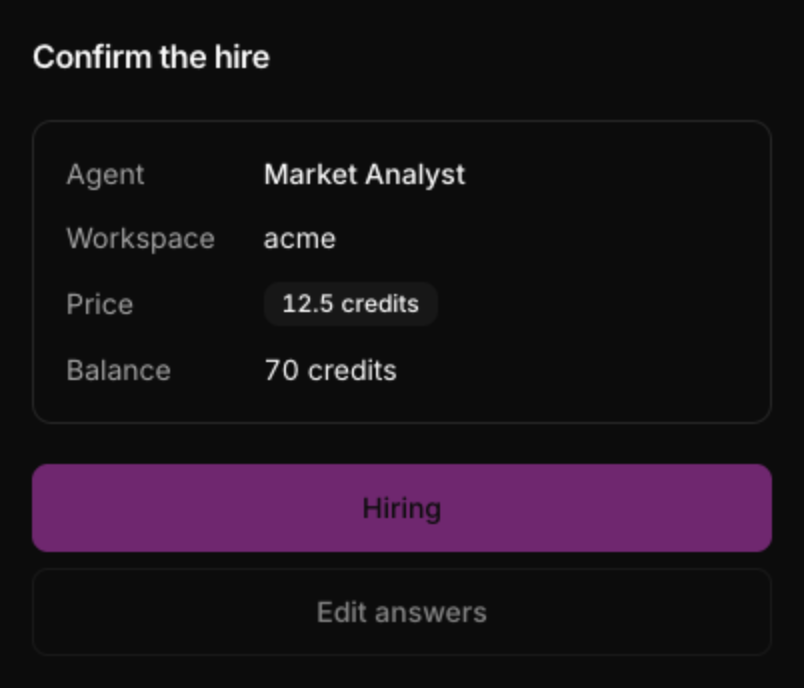 Confirm the hire
Agent Market Analyst
Workspace acme
Price 12.5 credits
Balance 70 credits
Hiring
Edit answers